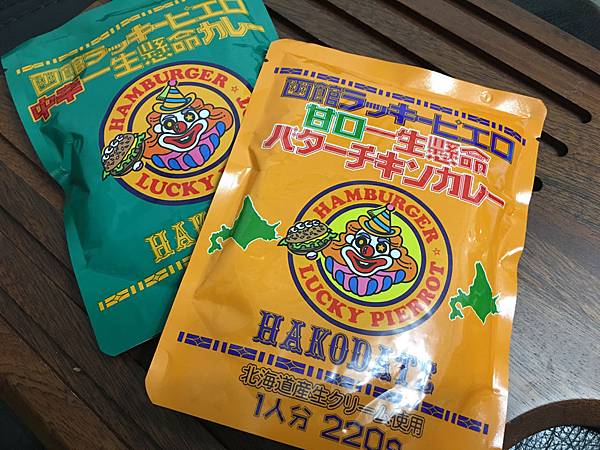 函館ラッキーピエロ
中辛一生懸命カレー
HAMBURGER
LUCKY
函館ラッキーピエロ
甘口一生懸命
バターチキンカレー
HAMBURGER
LUCKY PIERROT
HAKODATE
北海道産生クリーム使用
1人分 220g